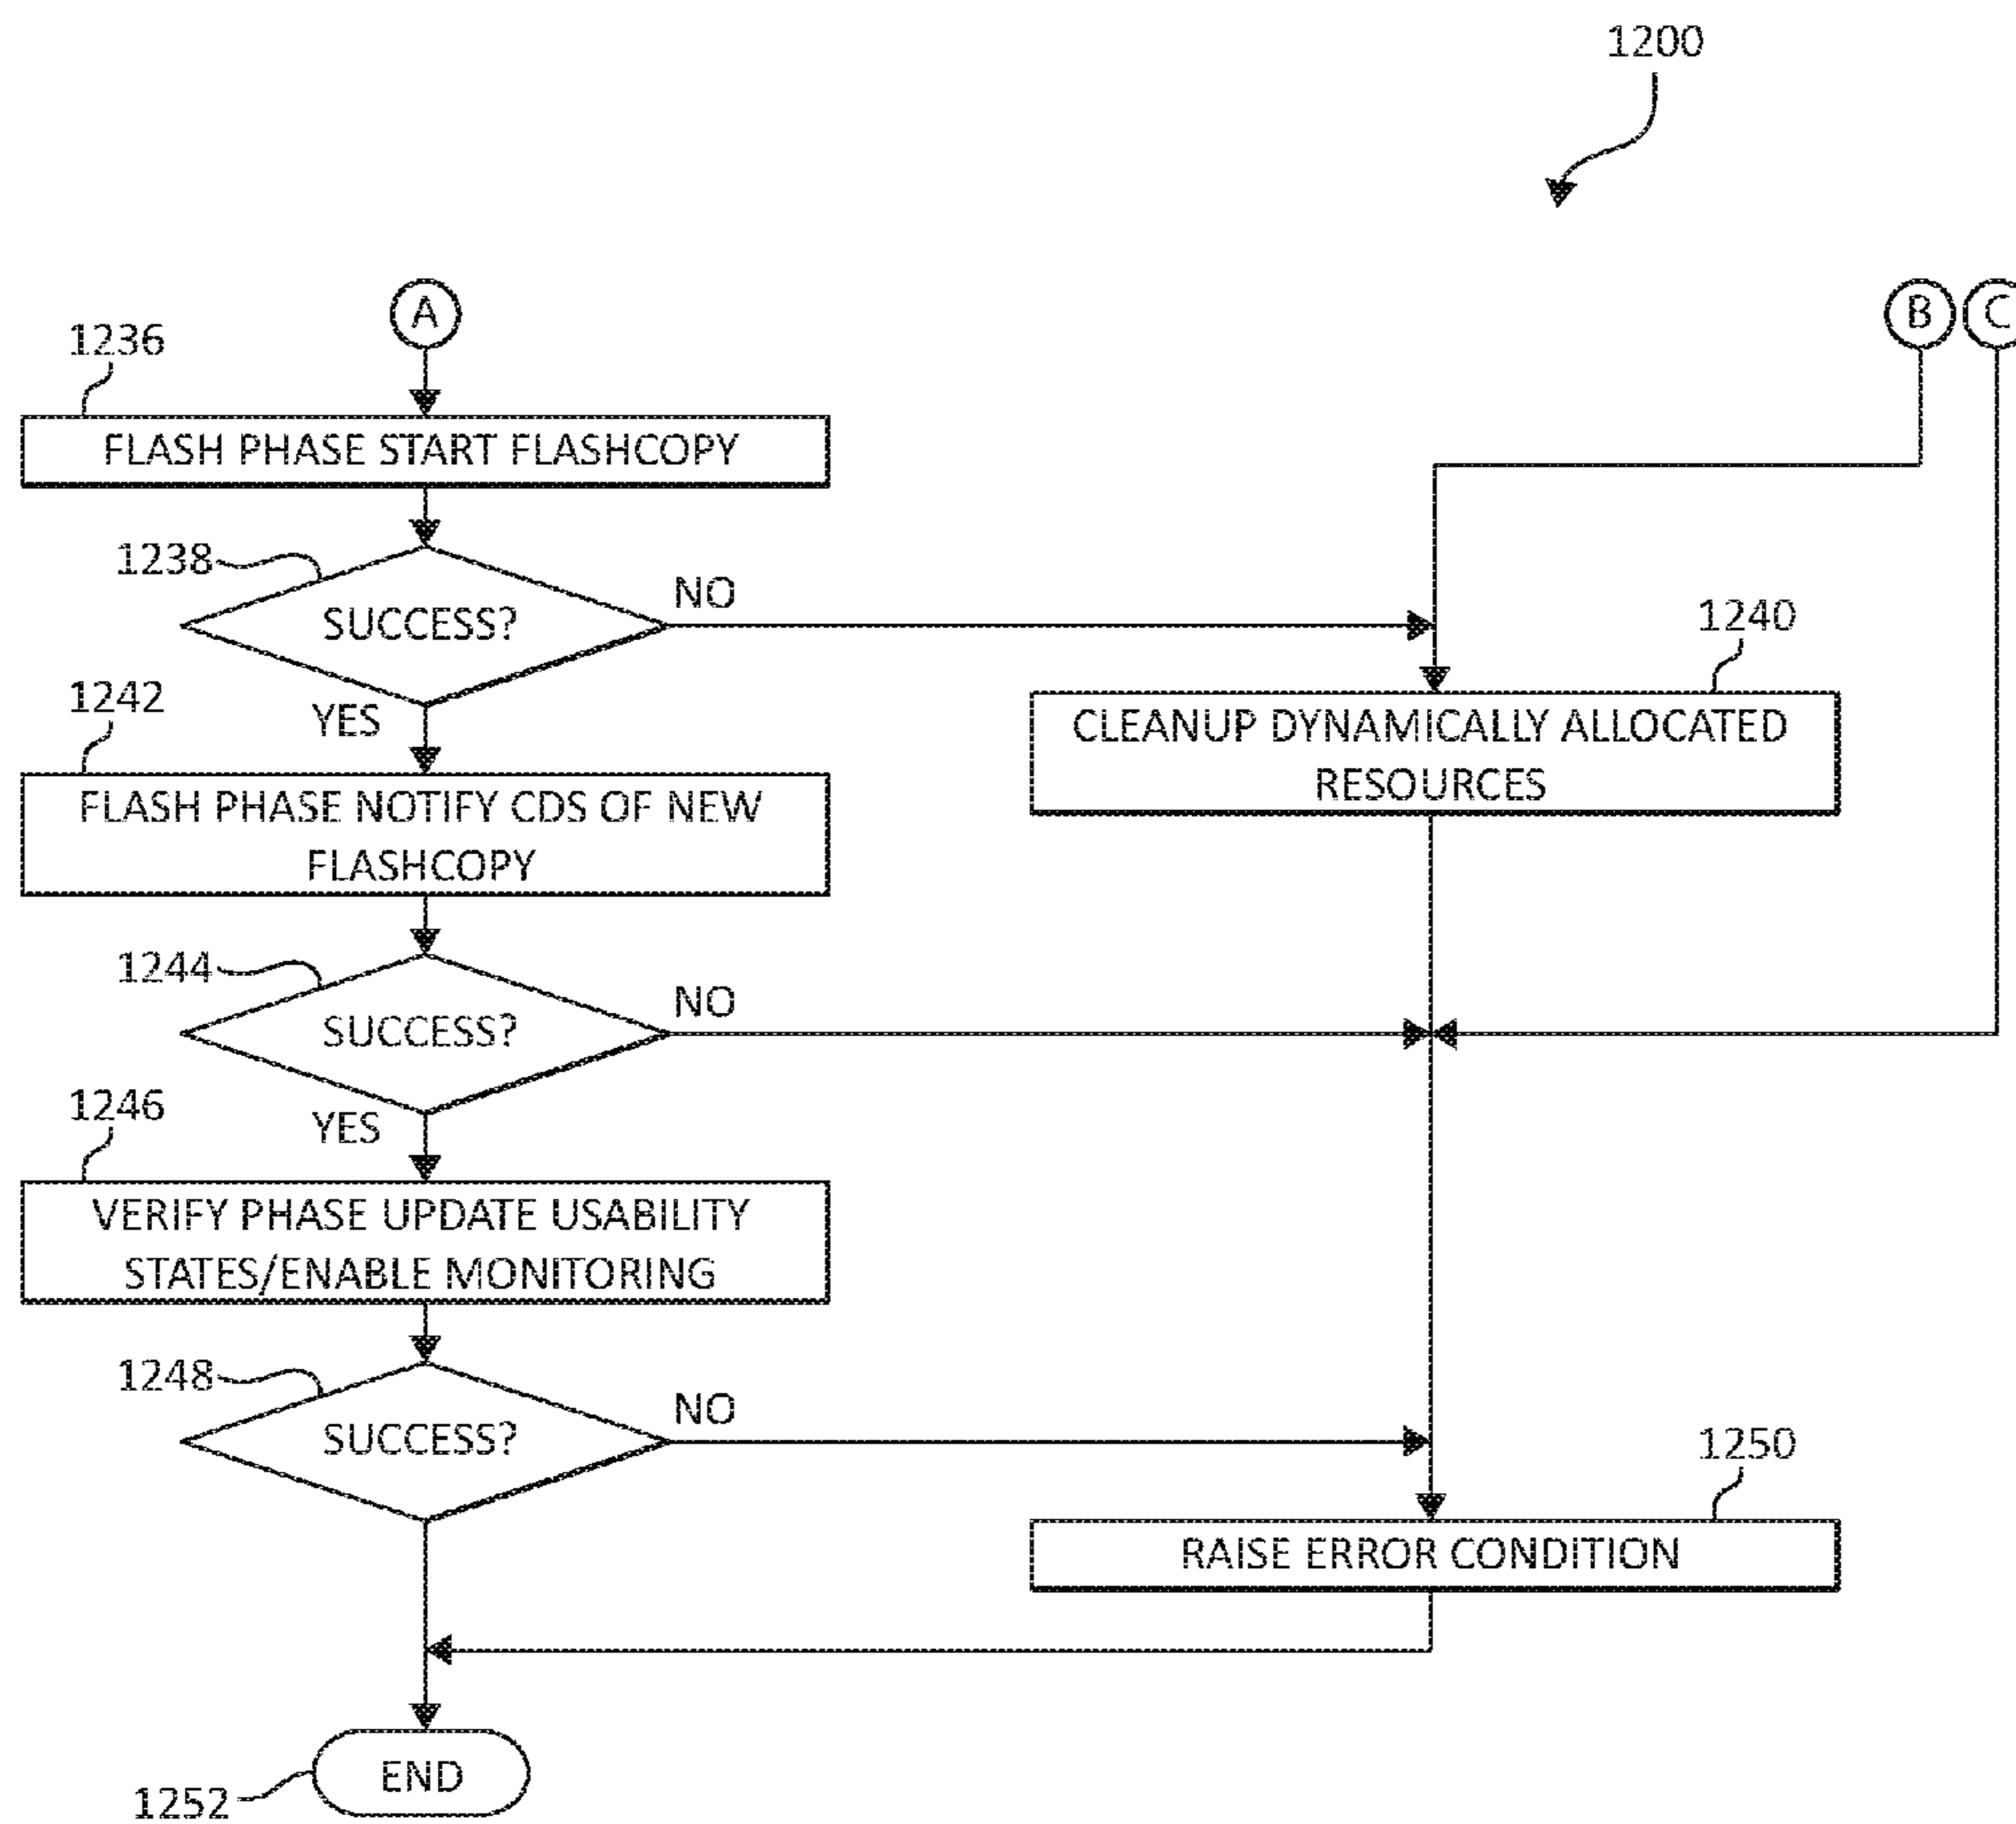 1200
A
B
C
1236
FLASH PHASE START FLASHCOPY
1238
SUCCESS?
NO
1240
YES
1242
CLEANUP DYNAMICALLY ALLOCATED
RESOURCES
FLASH PHASE NOTIFY CDS OF NEW
FLASHCOPY
1244
SUCCESS?
NO
YES
1246
VERIFY PHASE UPDATE USABILITY
STATES/ENABLE MONITORING
1248
SUCCESS?
NO
1250
RAISE ERROR CONDITION
END
1252